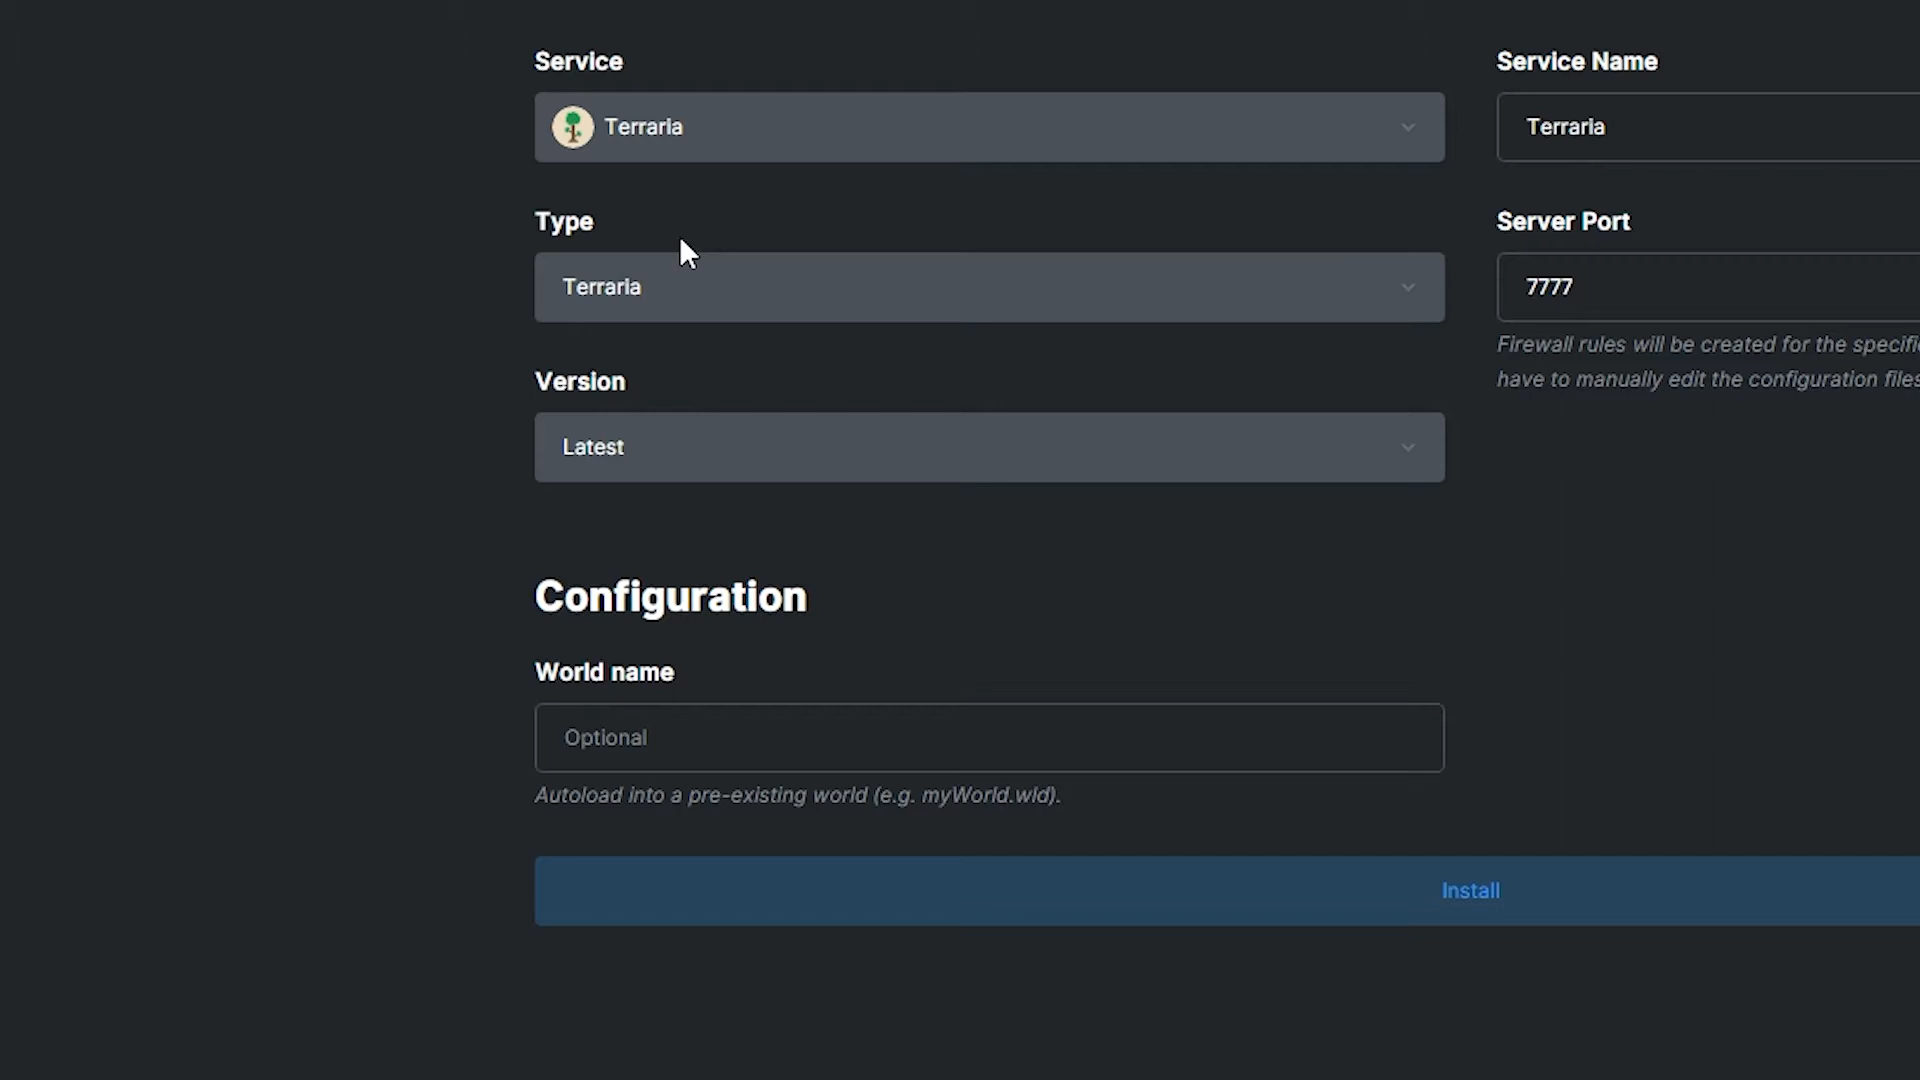 Service
Terraria
Type
Terraria
Version
Latest
Service Name
Terraria
Server Port
7777
Firewall rules will be created for the
have to manually edit the configuration files
Configuration
World name
Optional
Autoload into a pre-existing world (e.g. myWorld.wld).
Install